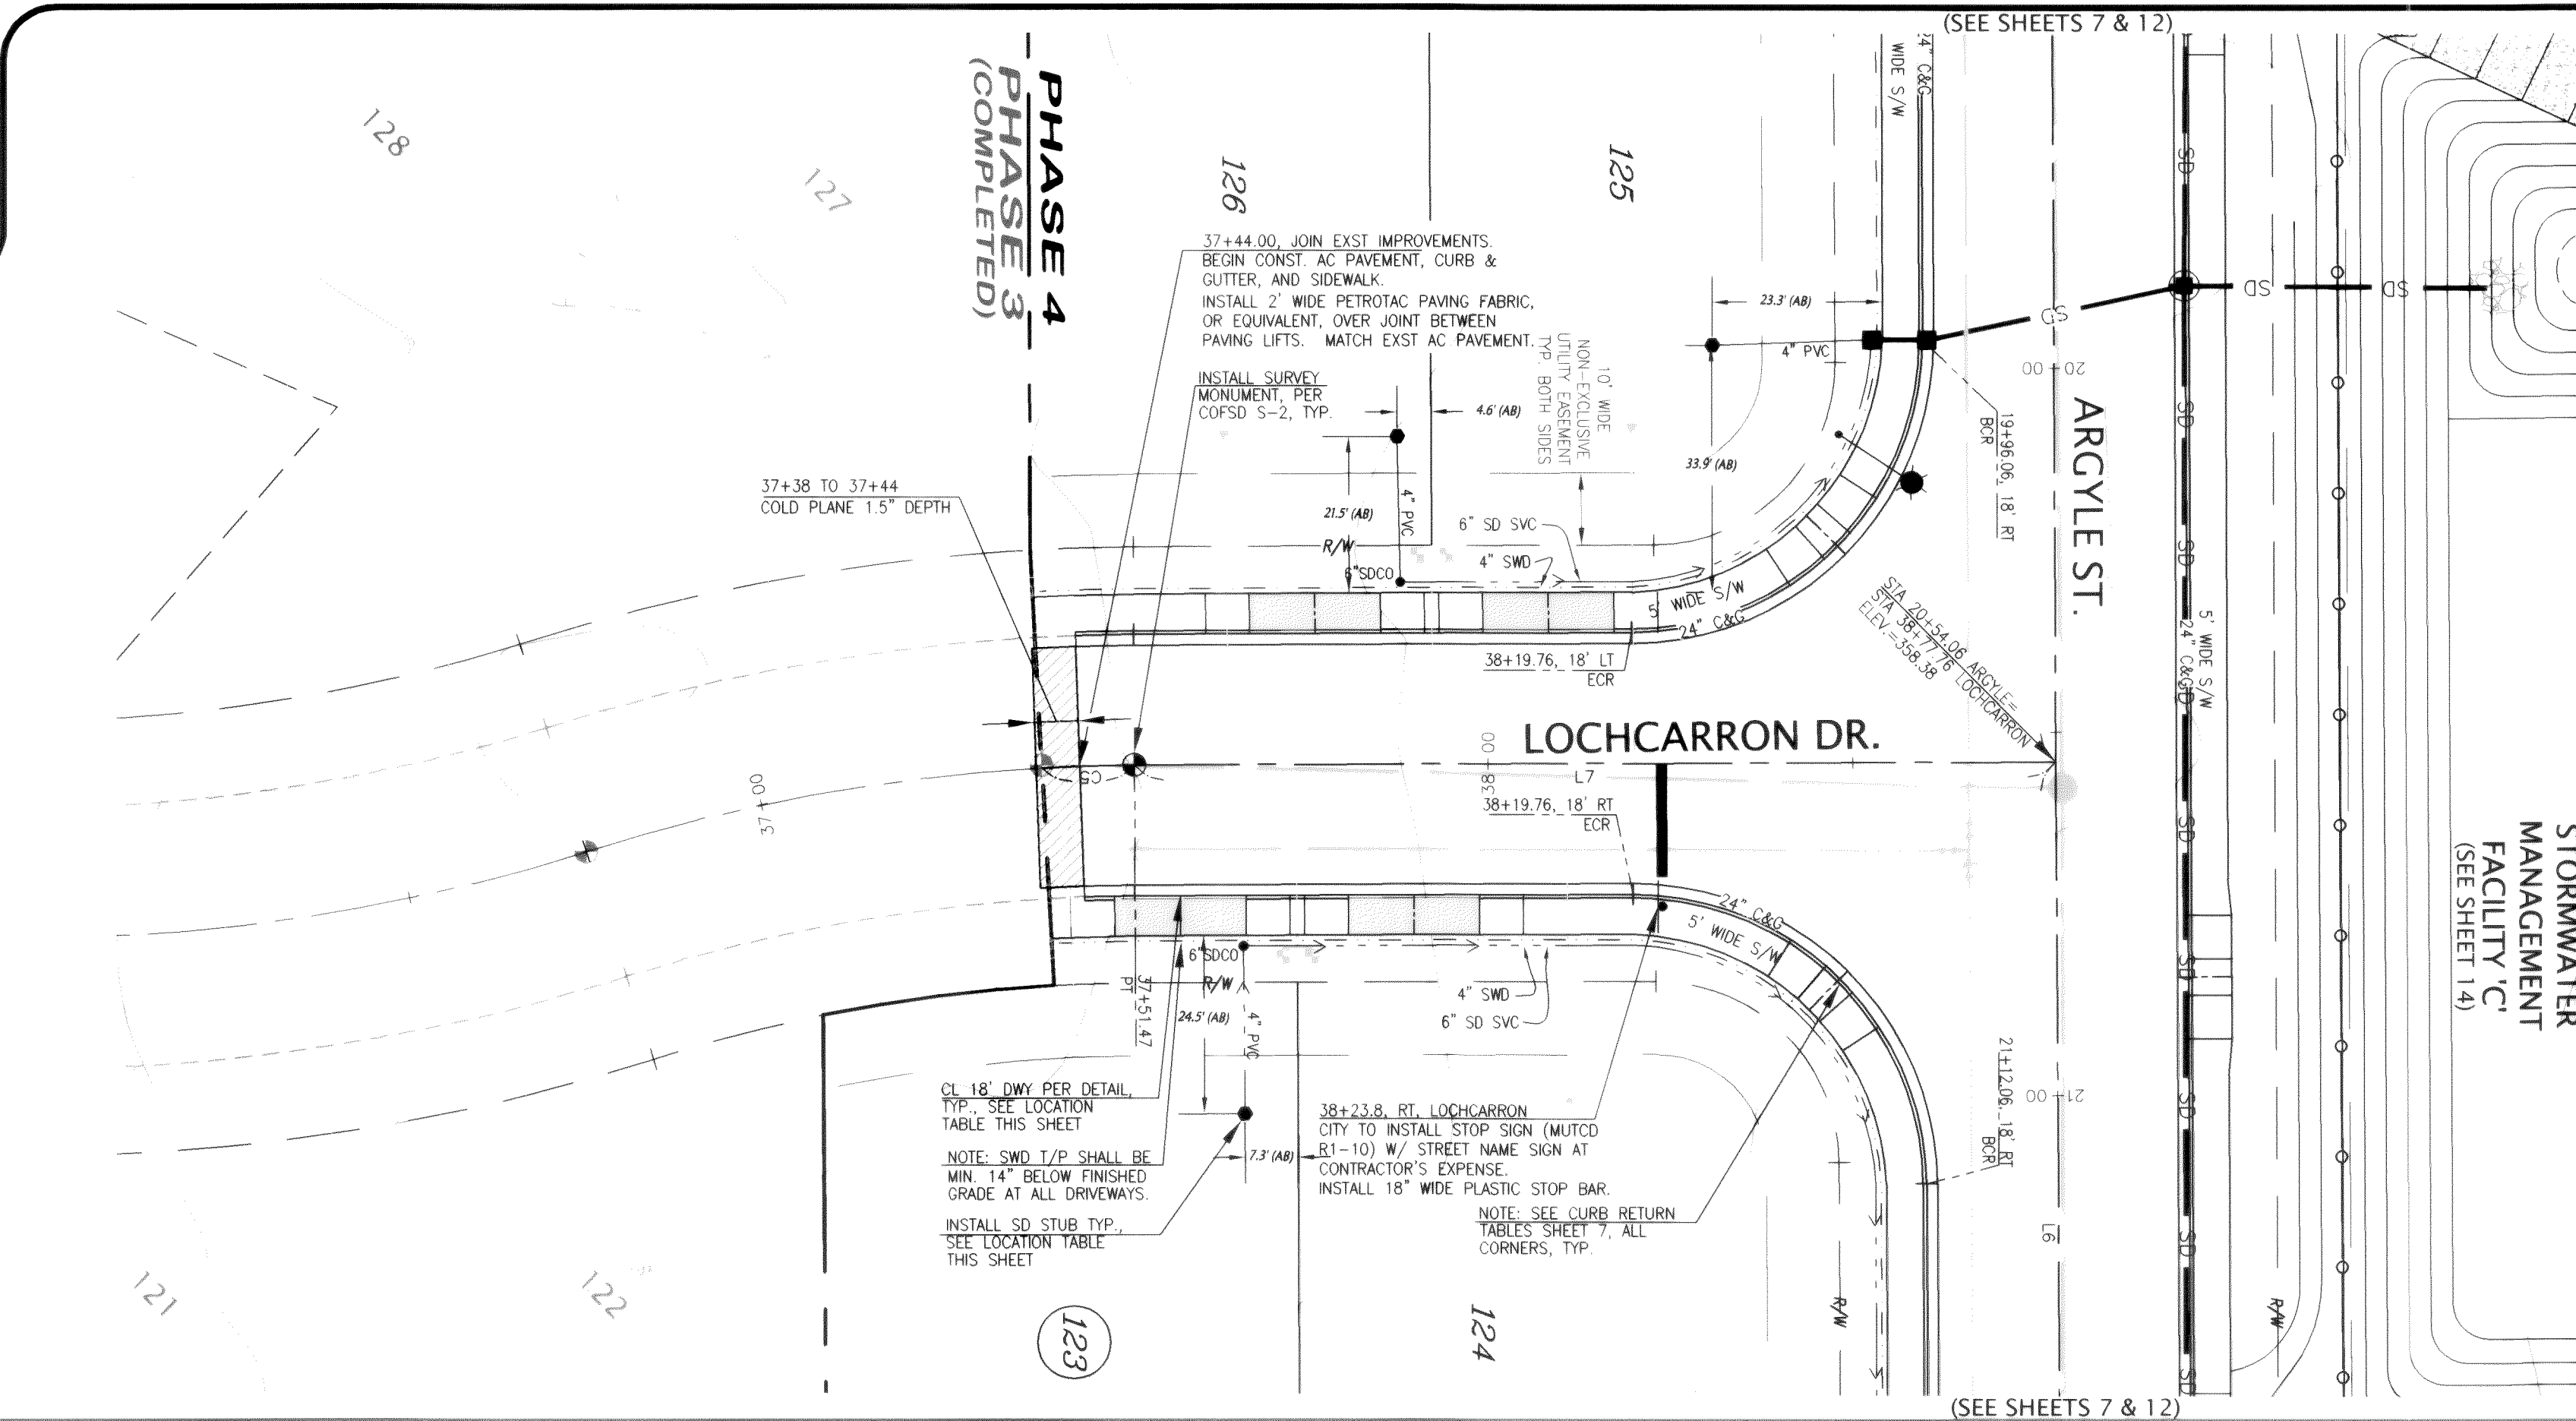 (SEE SHEETS 7 & 12)
PHASE 4
PHASE 3
(COMPLETED)
128
127
126
125
WIDE S/W
24" C&G
37+44.00, JOIN EXST IMPROVEMENTS.
BEGIN CONST. AC PAVEMENT, CURB &
GUTTER, AND SIDEWALK.
INSTALL 2' WIDE PETROTAC PAVING FABRIC,
OR EQUIVALENT, OVER JOINT BETWEEN
PAVING LIFTS. MATCH EXST AC PAVEMENT.
INSTALL SURVEY
MONUMENT, PER
COFSD S-2, TYP.
10' WIDE
NON-EXCLUSIVE
UTILITY EASEMENT
TYP. BOTH SIDES
23.3' (AB)
4" PVC
4.6' (AB)
33.9' (AB)
21.5' (AB)
4" PVC
R/W
6"SDCO
6" SD SVC
4" SWD
5' WIDE S/W
24" C&G
37+38 TO 37+44
COLD PLANE 1.5" DEPTH
38+19.76, 18' LT
ECR
19+96.06, 18' RT
BCR
20+00
ARGYLE ST.
STA 20+54.06 ARGYLE=
STA 38+77.76 LOCHCARRON
ELEV.=358.38
SD
SD
SD
SD
SD
SD
5' WIDE S/W
24" C&G
SD
SD
SD
SD
SD
SD
SD
LOCHCARRON DR.
38+00
L7
38+19.76, 18' RT
ECR
C5
37+00
24" C&G
5' WIDE S/W
6"SDCO
R/W
37+51.47
PT
24.5' (AB)
4" PVC
4" SWD
6" SD SVC
7.3' (AB)
CL 18' DWY PER DETAIL,
TYP., SEE LOCATION
TABLE THIS SHEET
NOTE: SWD T/P SHALL BE
MIN. 14" BELOW FINISHED
GRADE AT ALL DRIVEWAYS.
INSTALL SD STUB TYP.,
SEE LOCATION TABLE
THIS SHEET
38+23.8, RT, LOCHCARRON
CITY TO INSTALL STOP SIGN (MUTCD
R1-10) W/ STREET NAME SIGN AT
CONTRACTOR'S EXPENSE.
INSTALL 18" WIDE PLASTIC STOP BAR.
NOTE: SEE CURB RETURN
TABLES SHEET 7, ALL
CORNERS, TYP.
21+12.06, 18' RT
BCR
21+00
L6
R/W
R/W
STORMWATER
MANAGEMENT
FACILITY 'C'
(SEE SHEET 14)
121
122
123
124
(SEE SHEETS 7 & 12)